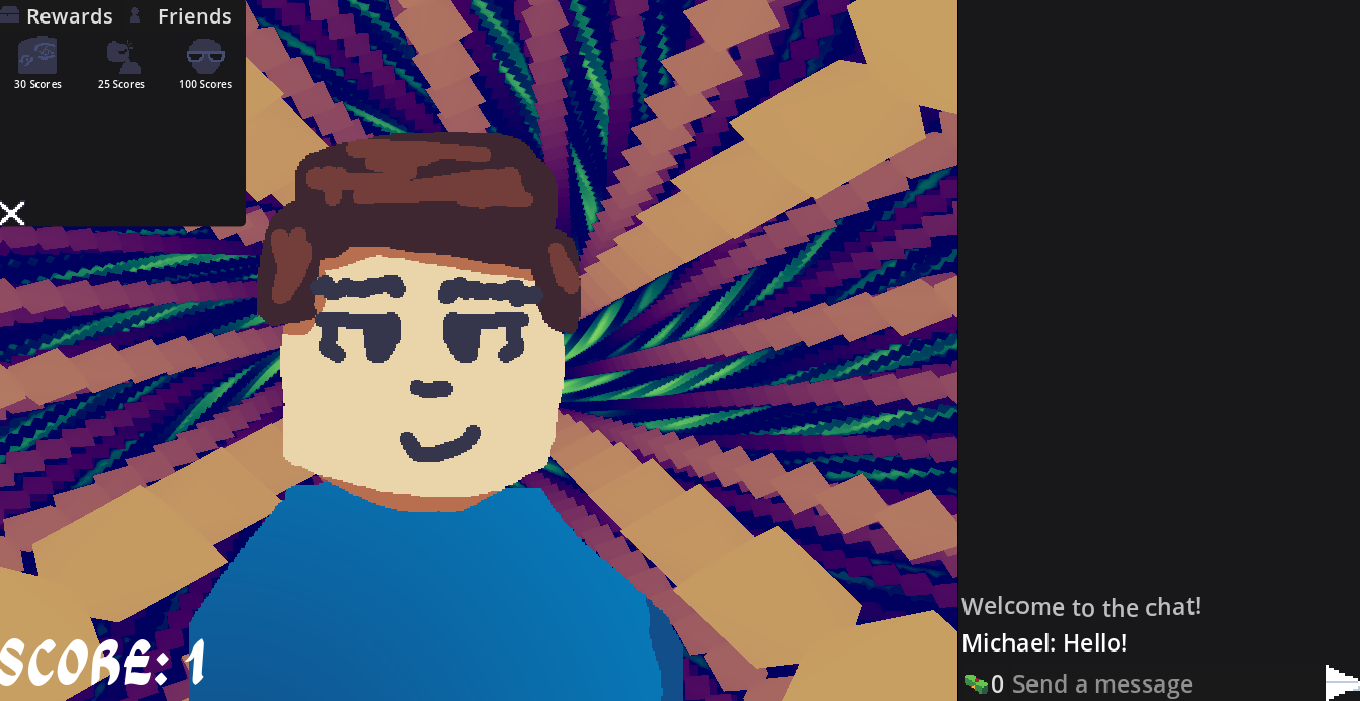 Rewards Friends
30 Scores 25 Scores 100 Scores
SCORE: 1
Welcome to the chat!
Michael: Hello!
0 Send a message